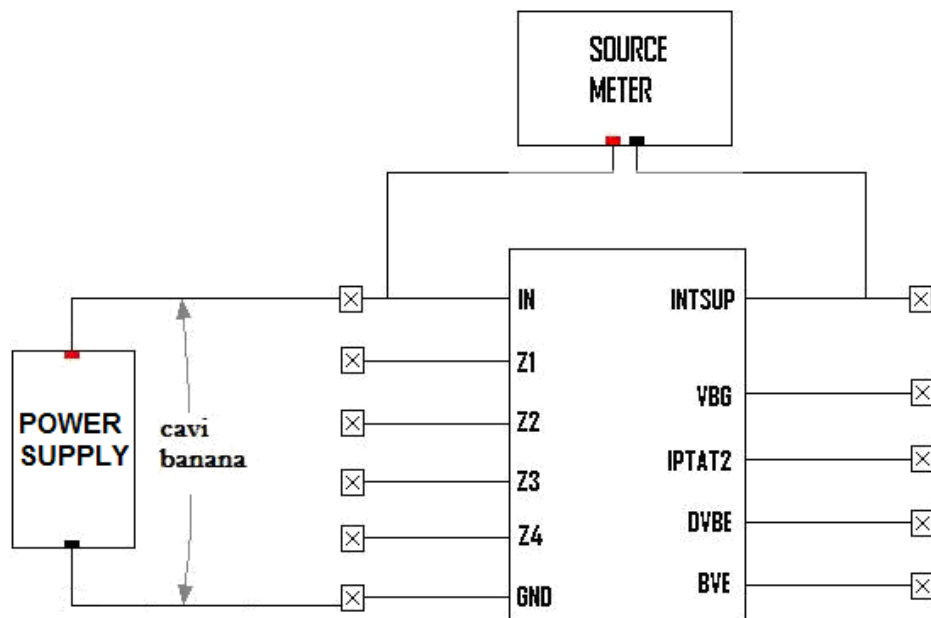 SOURCE
METER
IN
INTSUP
Z1
VBG
POWER
SUPPLY
cavi
banana
Z2
IPTAT2
Z3
DVBE
Z4
BVE
GND